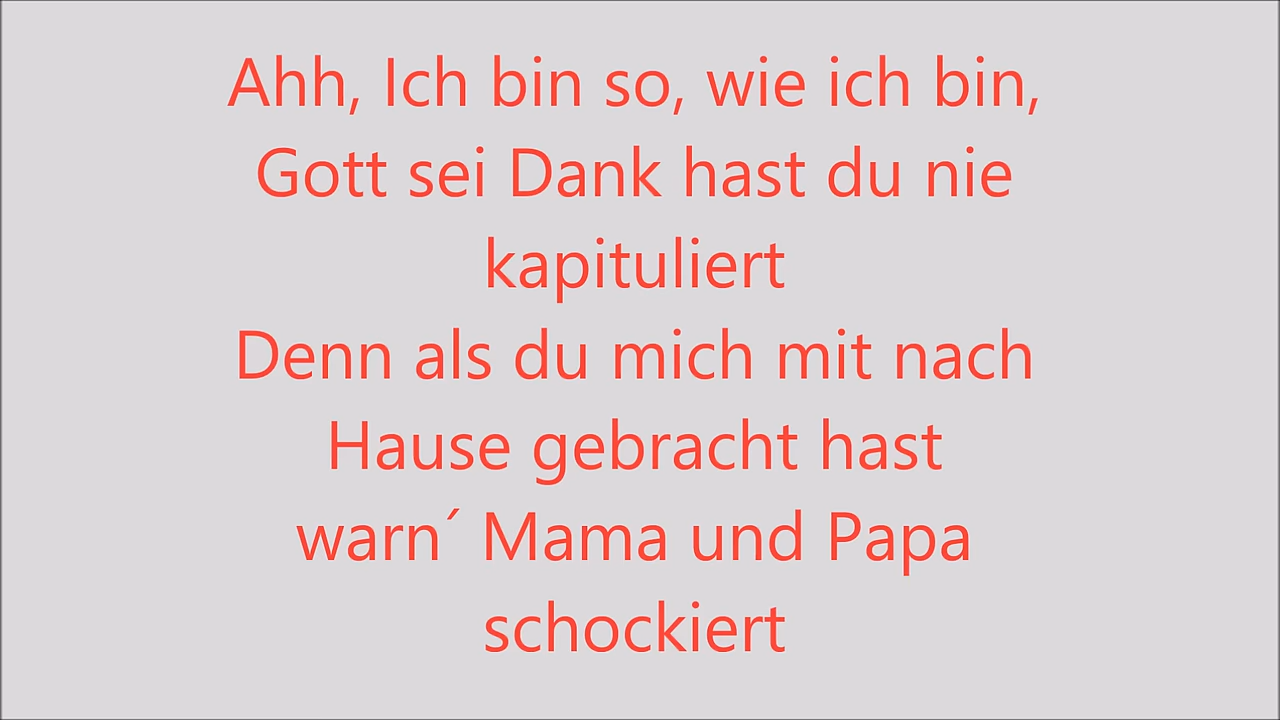 Ahh, Ich bin so, wie ich bin,
Gott sei Dank hast du nie
kapituliert
Denn als du mich mit nach
Hause gebracht hast
warn´ Mama und Papa
schockiert